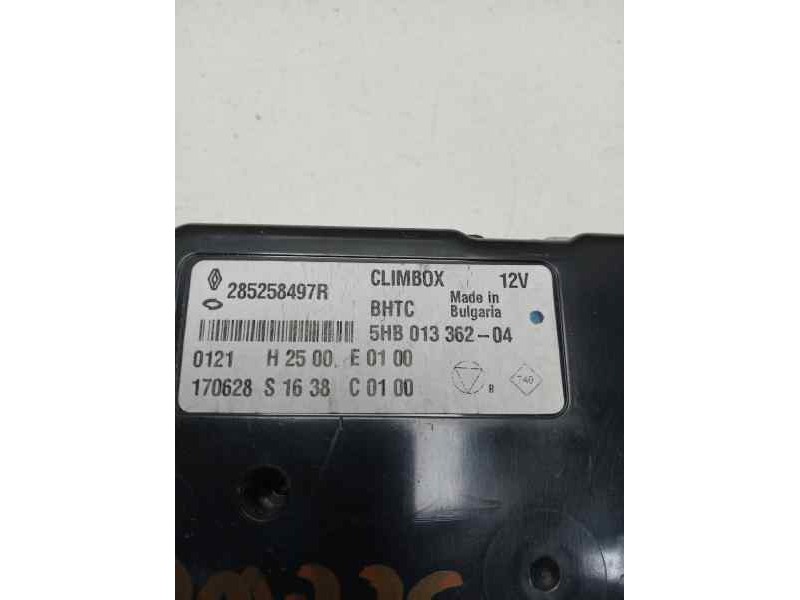 285258497R CLIMBOX 12V
BHTC Made in Bulgaria
5HB 013 362-04
0121 H 25 00 E 01 00
170628 S 16 38 C 01 00
B
740